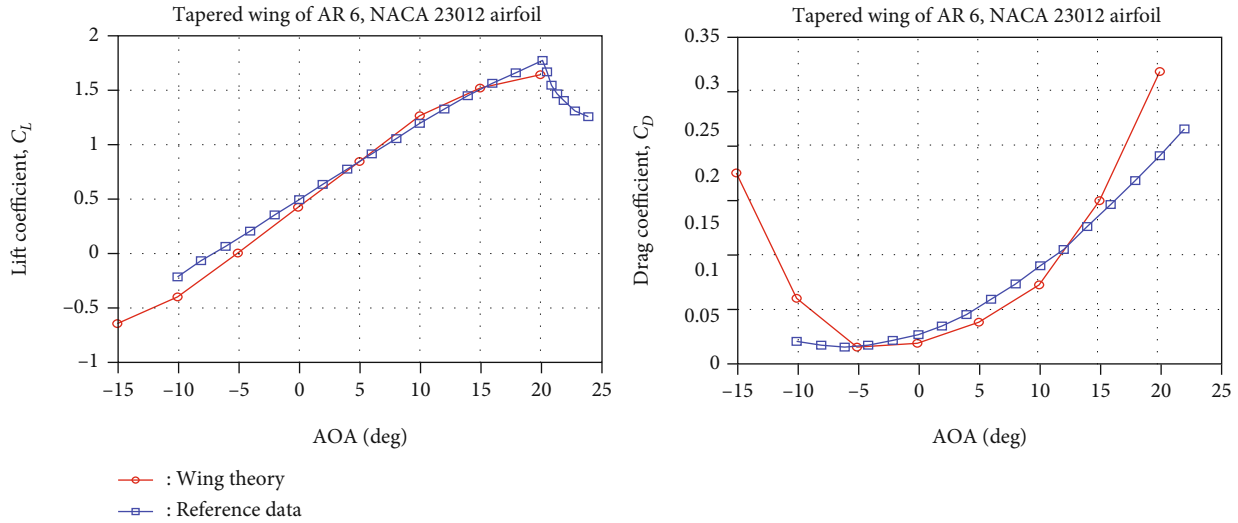 Tapered wing of AR 6, NACA 23012 airfoil
2
1.5
1
0.5
0
−0.5
−1
−15 −10 −5 0 5 10 15 20 25
Lift coefficient, C_L
AOA (deg)
Tapered wing of AR 6, NACA 23012 airfoil
0.35
0.3
0.25
0.2
0.15
0.1
0.05
0
−15 −10 −5 0 5 10 15 20 25
Drag coefficient, C_D
AOA (deg)
: Wing theory
: Reference data